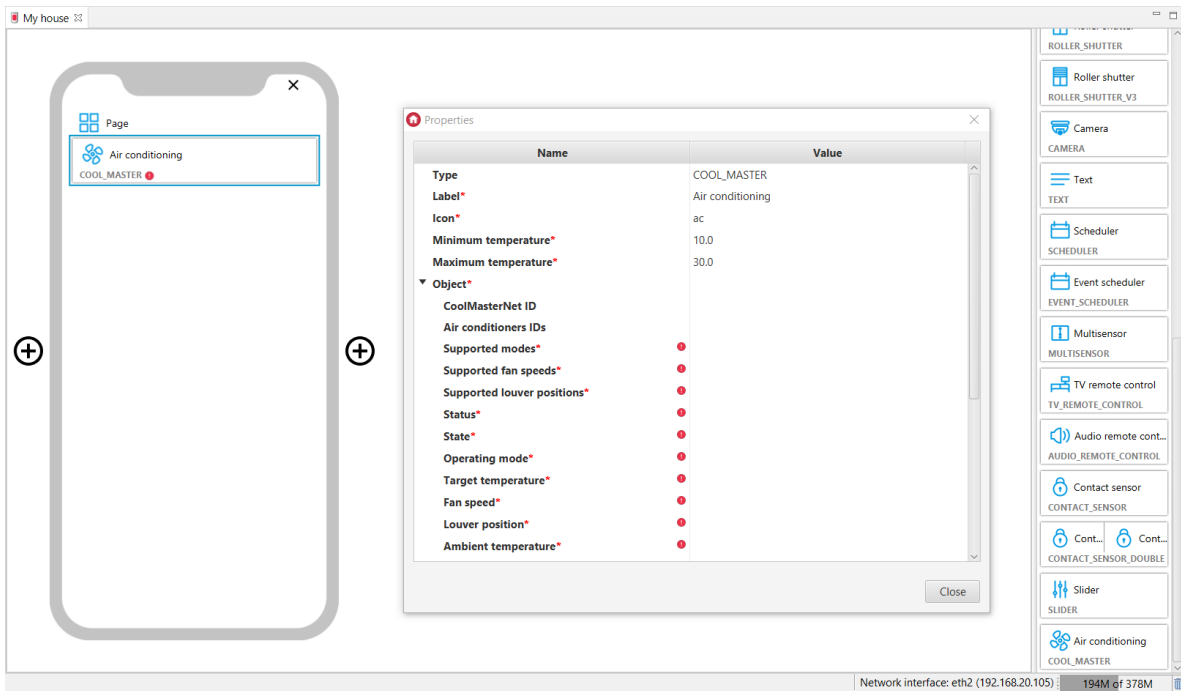 My house
Page
Air conditioning
COOL_MASTER
Properties
Name Value
Type COOL_MASTER
Label* Air conditioning
Icon* ac
Minimum temperature* 10.0
Maximum temperature* 30.0
Object*
CoolMasterNet ID
Air conditioners IDs
Supported modes*
Supported fan speeds*
Supported louver positions*
Status*
State*
Operating mode*
Target temperature*
Fan speed*
Louver position*
Ambient temperature*
Close
ROLLER_SHUTTER
Roller shutter
ROLLER_SHUTTER_V3
Camera
CAMERA
Text
TEXT
Scheduler
SCHEDULER
Event scheduler
EVENT_SCHEDULER
Multisensor
MULTISENSOR
TV remote control
TV_REMOTE_CONTROL
Audio remote cont...
AUDIO_REMOTE_CONTROL
Contact sensor
CONTACT_SENSOR
Cont... Cont...
CONTACT_SENSOR_DOUBLE
Slider
SLIDER
Air conditioning
COOL_MASTER
Network interface: eth2 (192.168.20.105) 194M of 378M